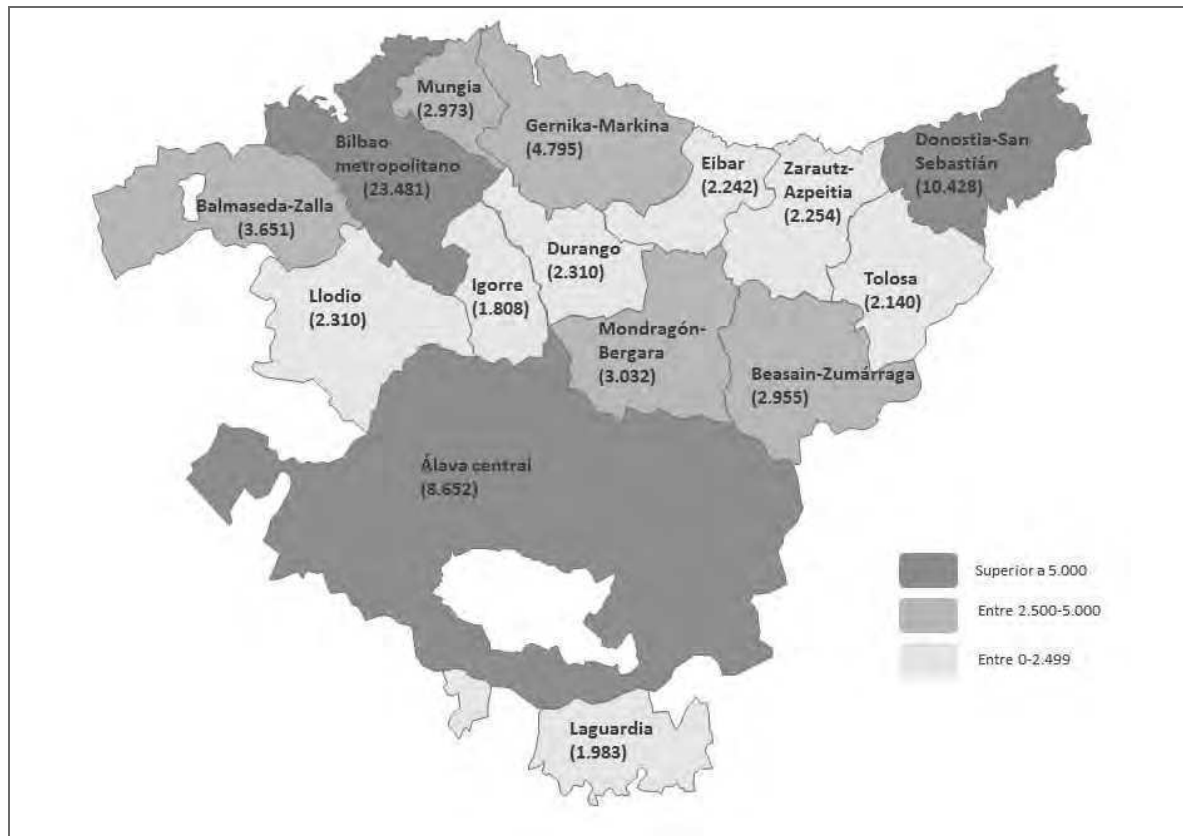 Mungia
(2.973)
Gernika-Markina
(4.795)
Bilbao
metropolitano
(23.481)
Donostia-San
Sebastián
(10.428)
Eibar
(2.242)
Zarautz-
Azpeitia
(2.254)
Balmaseda-Zalla
(3.651)
Durango
(2.310)
Igorre
(1.808)
Llodio
(2.310)
Tolosa
(2.140)
Mondragón-
Bergara
(3.032)
Beasain-Zumárraga
(2.955)
Álava central
(8.652)
Superior a 5.000
Entre 2.500-5.000
Entre 0-2.499
Laguardia
(1.983)